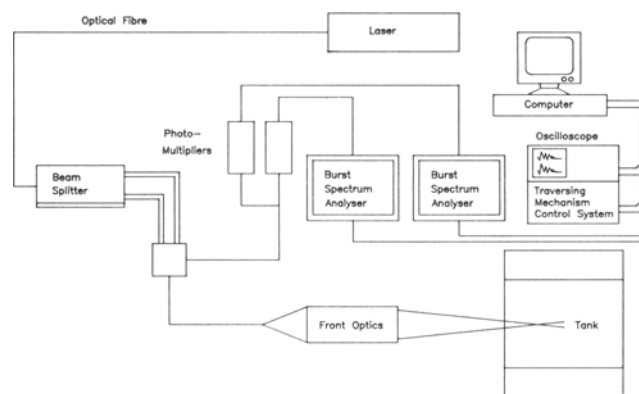 Optical Fibre
Laser
Computer
Photo-
Multipliers
Oscilloscope
Beam
Splitter
Burst
Spectrum
Analyser
Burst
Spectrum
Analyser
Traversing
Mechanism
Control System
Front Optics
Tank